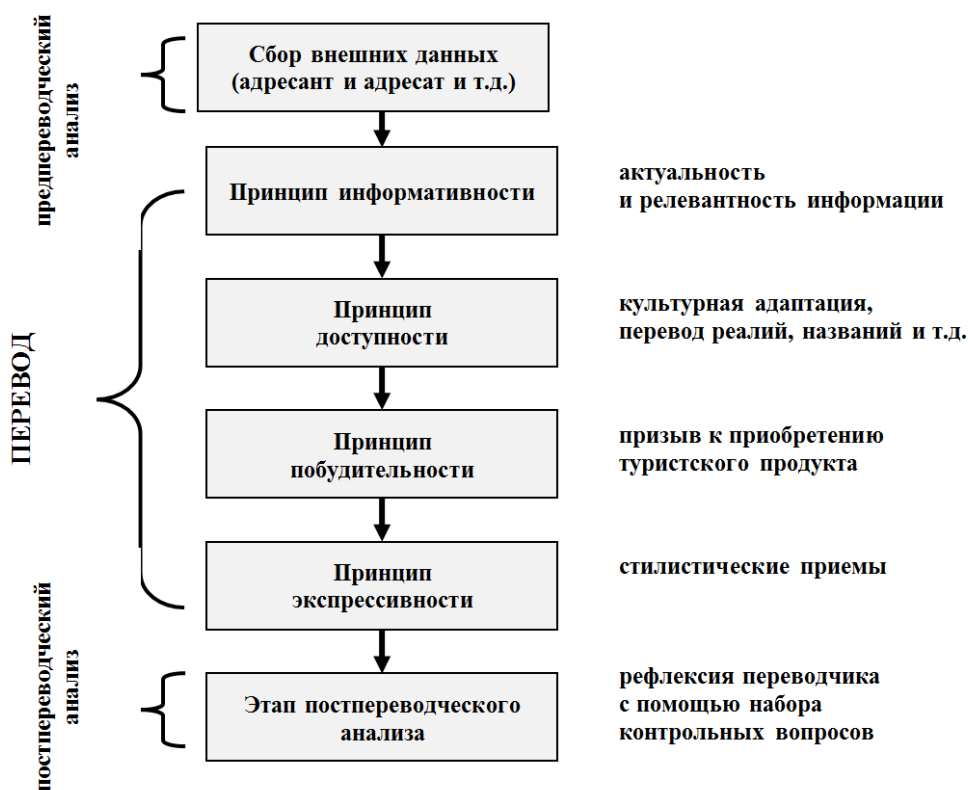 предпереводческий
анализ
Сбор внешних данных
(адресант и адресат и т.д.)
ПЕРЕВОД
Принцип информативности
актуальность
и релевантность информации
Принцип
доступности
культурная адаптация,
перевод реалий, названий и т.д.
Принцип
побудительности
призыв к приобретению
туристского продукта
Принцип
экспрессивности
стилистические приемы
постпереводческий
анализ
Этап постпереводческого
анализа
рефлексия переводчика
с помощью набора
контрольных вопросов